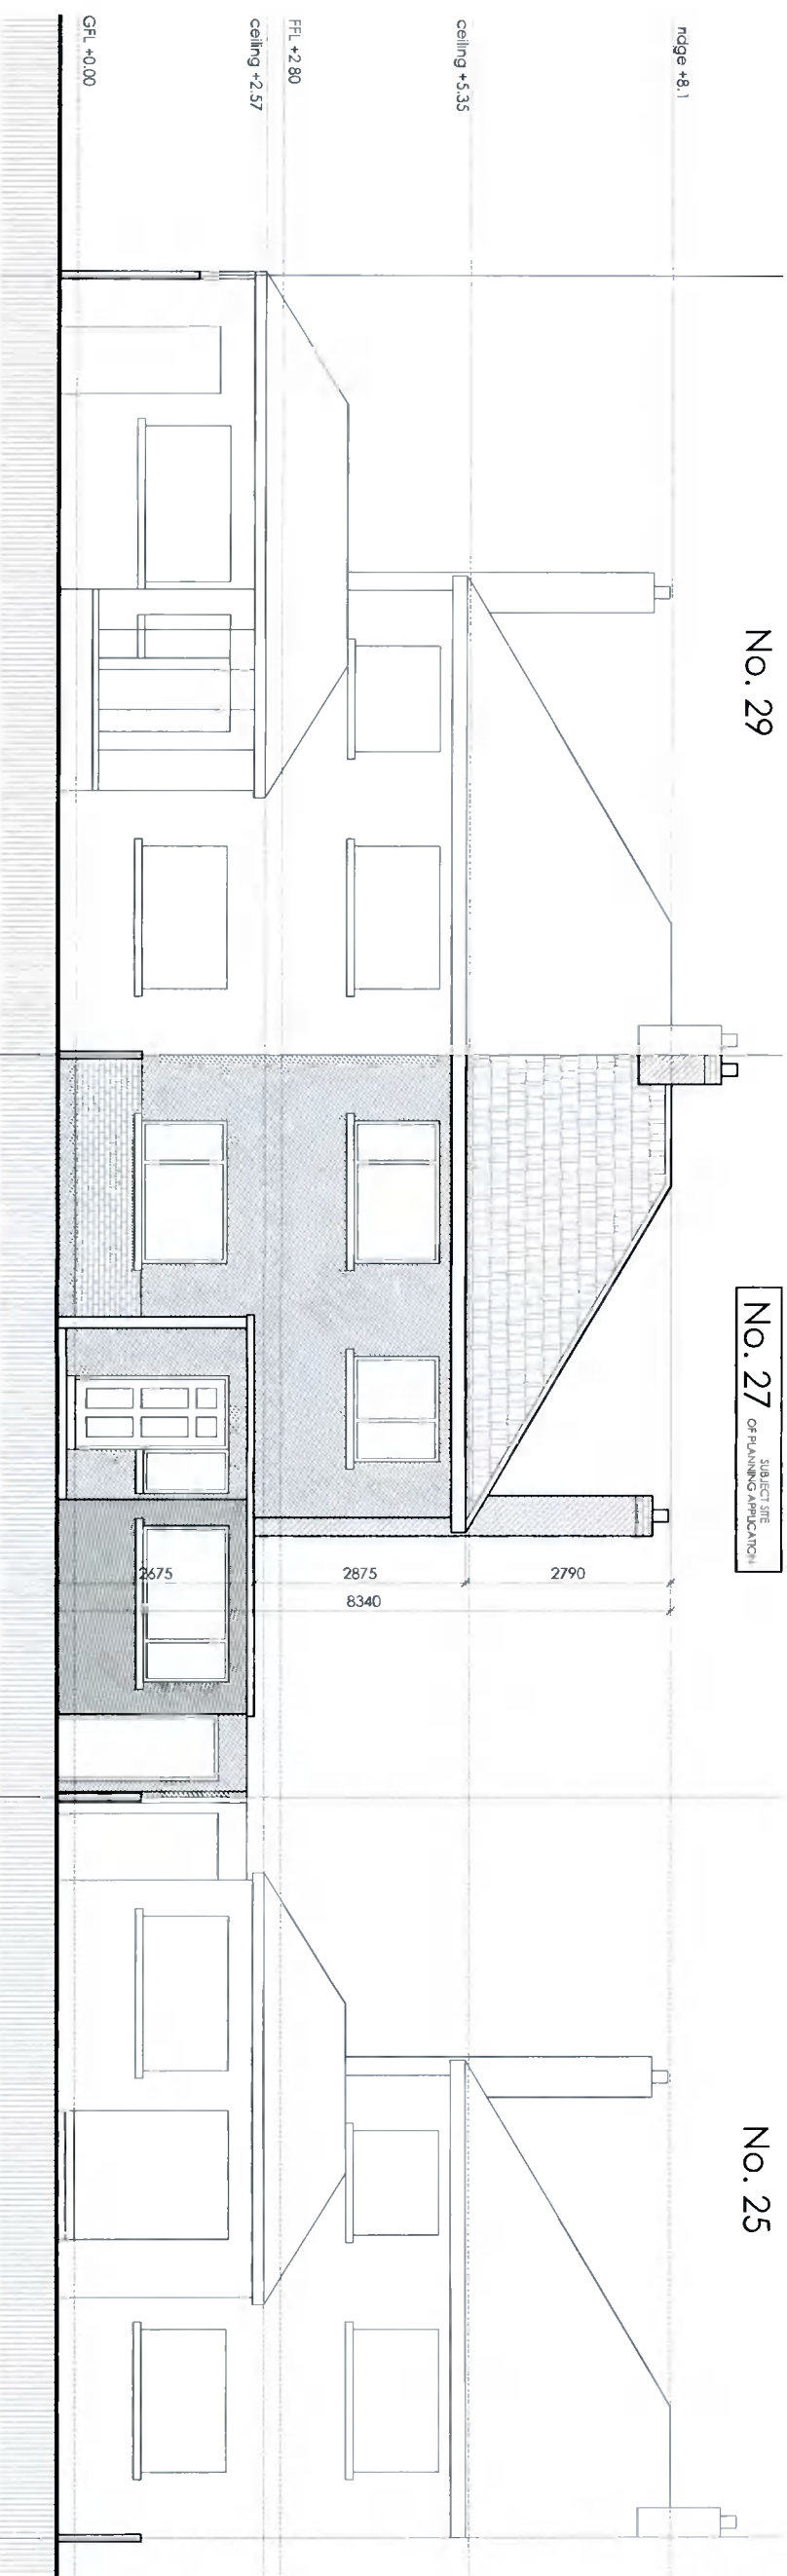 No. 29
No. 27
SUBJECT SITE
OF PLANNING APPLICATION
No. 25
ridge +8.1
ceiling +5.35
FFL +2.80
ceiling +2.57
GFL +0.00
2790
2875
2675
8340